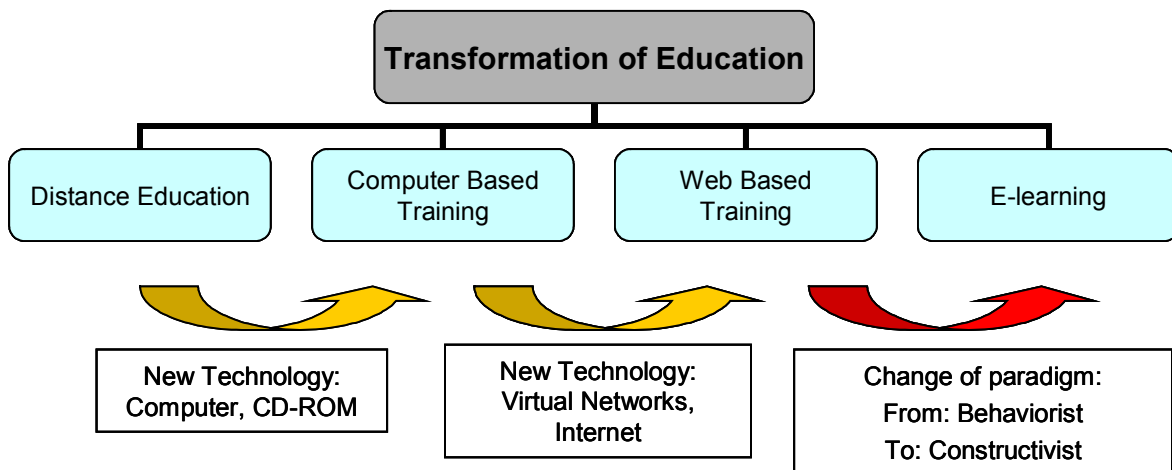 Transformation of Education
Distance Education
Computer Based
Training
Web Based
Training
E-learning
New Technology:
Computer, CD-ROM
New Technology:
Virtual Networks,
Internet
Change of paradigm:
From: Behaviorist
To: Constructivist